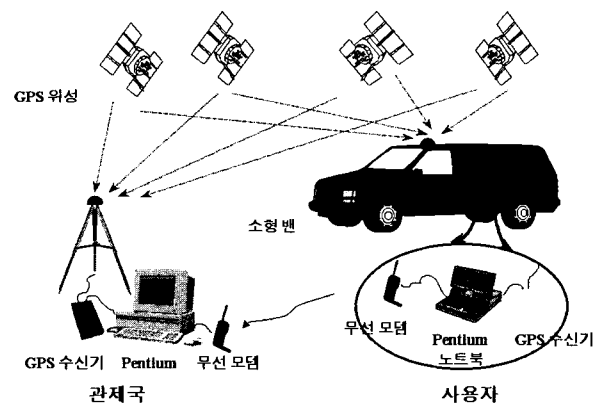 GPS 위성
소형 밴
무선 모뎀
Pentium
노트북
GPS 수신기
GPS 수신기 Pentium 무선 모뎀
관제국 사용자